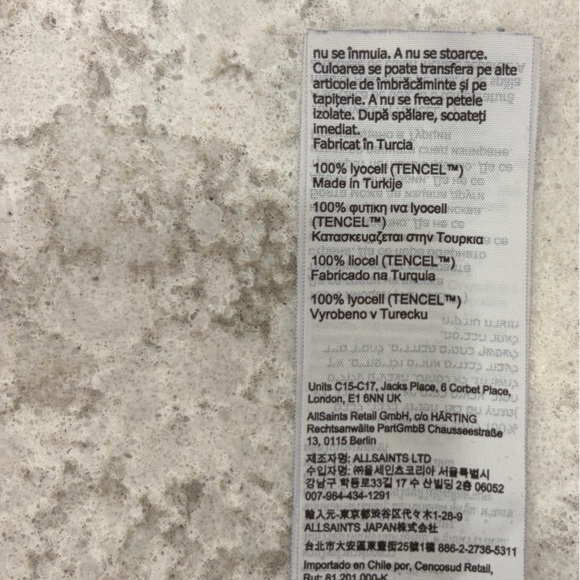 nu se înmuia. A nu se stoarce.
Culoarea se poate transfera pe alte
articole de îmbrăcăminte și pe
tapițerie. A nu se freca petele
izolate. După spălare, scoateți
imediat.
Fabricat în Turcia
100% lyocell (TENCEL™)
Made in Turkije
100% φυτικη ινα lyocell
(TENCEL™)
Κατασκευαζεται στην Τουρκια
100% liocel (TENCEL™)
Fabricado na Turquia
100% lyocell (TENCEL™)
Vyrobeno v Turecku
Units C15-C17, Jacks Place, 6 Corbet Place,
London, E1 6NN UK
AllSaints Retail GmbH, c/o HÄRTING
Rechtsanwälte PartGmbB Chausseestraße
13, 0115 Berlin
제조자명: ALLSAINTS LTD
수입자명: ㈜올세인츠코리아 서울특별시
강남구 학동로33길 17 수 산빌딩 2층 06052
007-984-434-1291
輸入元-東京都渋谷区代々木1-28-9
ALLSAINTS JAPAN株式会社
台北市大安區東豐街25號1樓 886-2-2736-5311
Importado en Chile por, Cencosud Retail,
Rut: 81.201.000-K